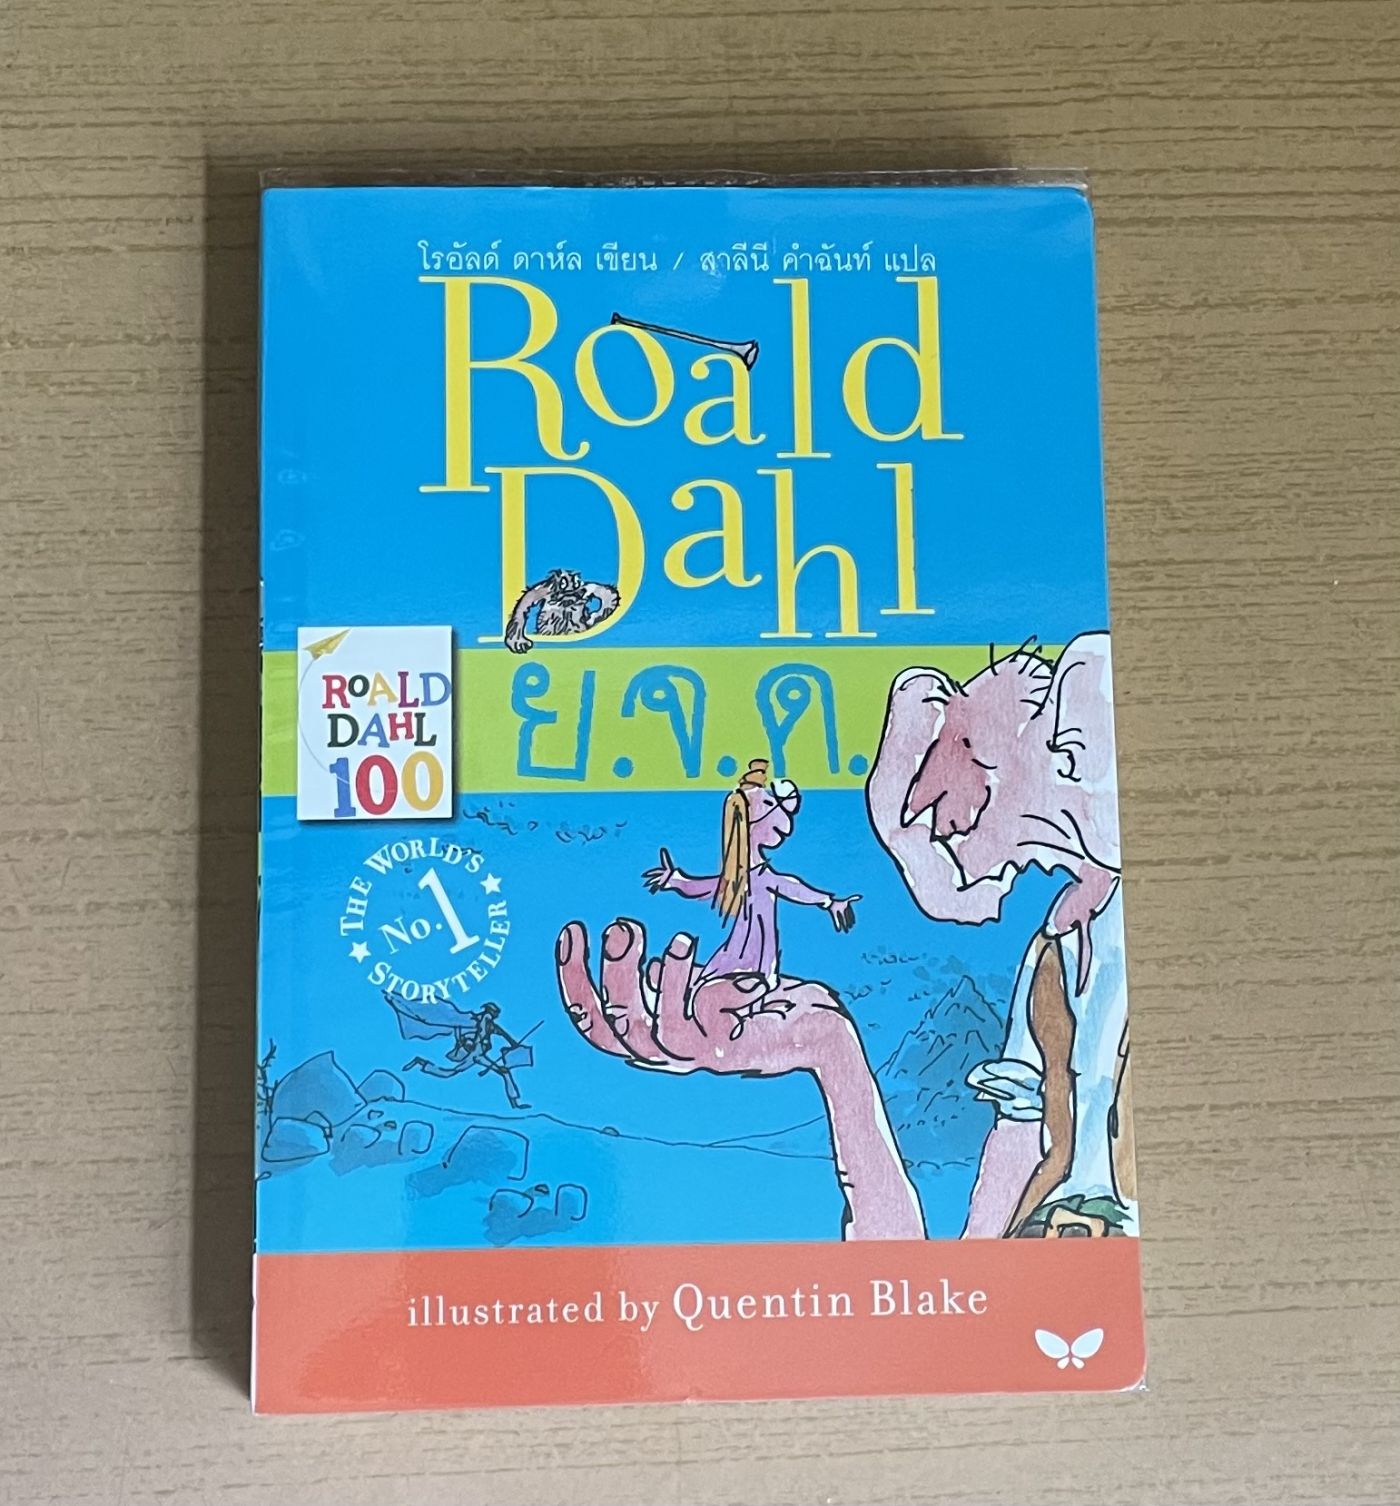 โรอัลด์ ดาห์ล เขียน / สาลีนี คำฉันท์ แปล
Roald
Dahl
ย.จ.ด.
ROALD
DAHL
100
THE WORLD'S
No. 1
STORYTELLER
illustrated by Quentin Blake